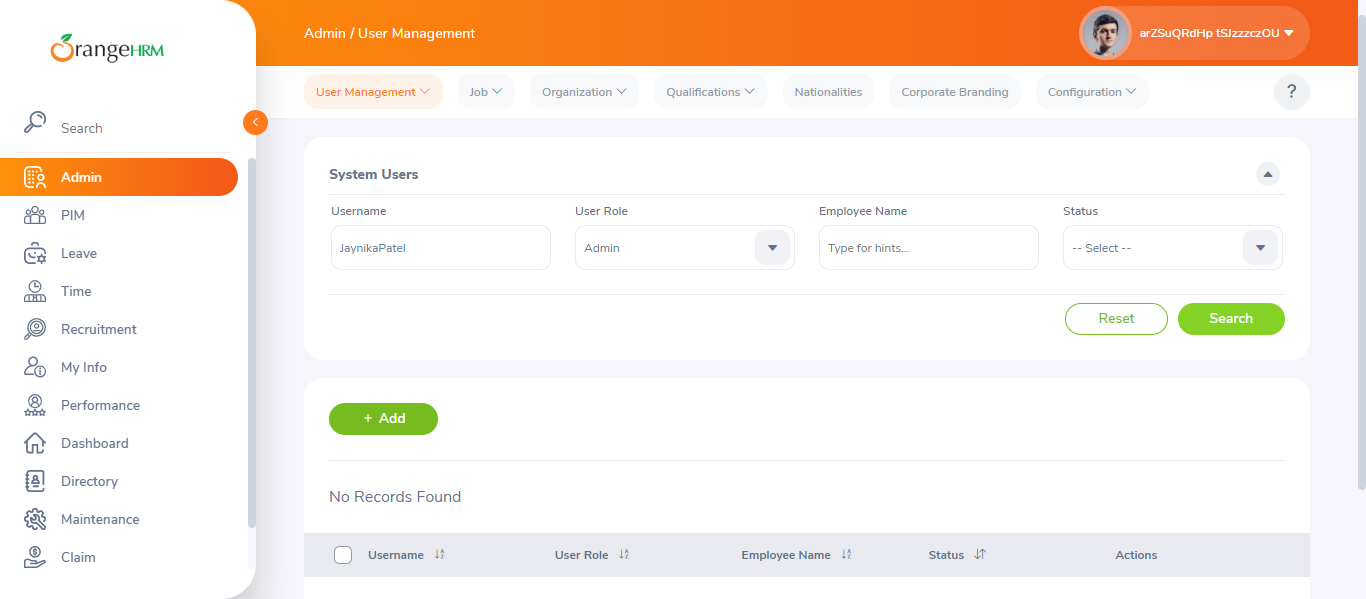 OrangeHRM
Admin / User Management
arZSuQRdHp tSJzzzczOU
User Management
Job
Organization
Qualifications
Nationalities
Corporate Branding
Configuration
?
Search
Admin
PIM
Leave
Time
Recruitment
My Info
Performance
Dashboard
Directory
Maintenance
Claim
System Users
Username
User Role
Employee Name
Status
JaynikaPatel
Admin
Type for hints...
-- Select --
Reset
Search
+ Add
No Records Found
Username
User Role
Employee Name
Status
Actions